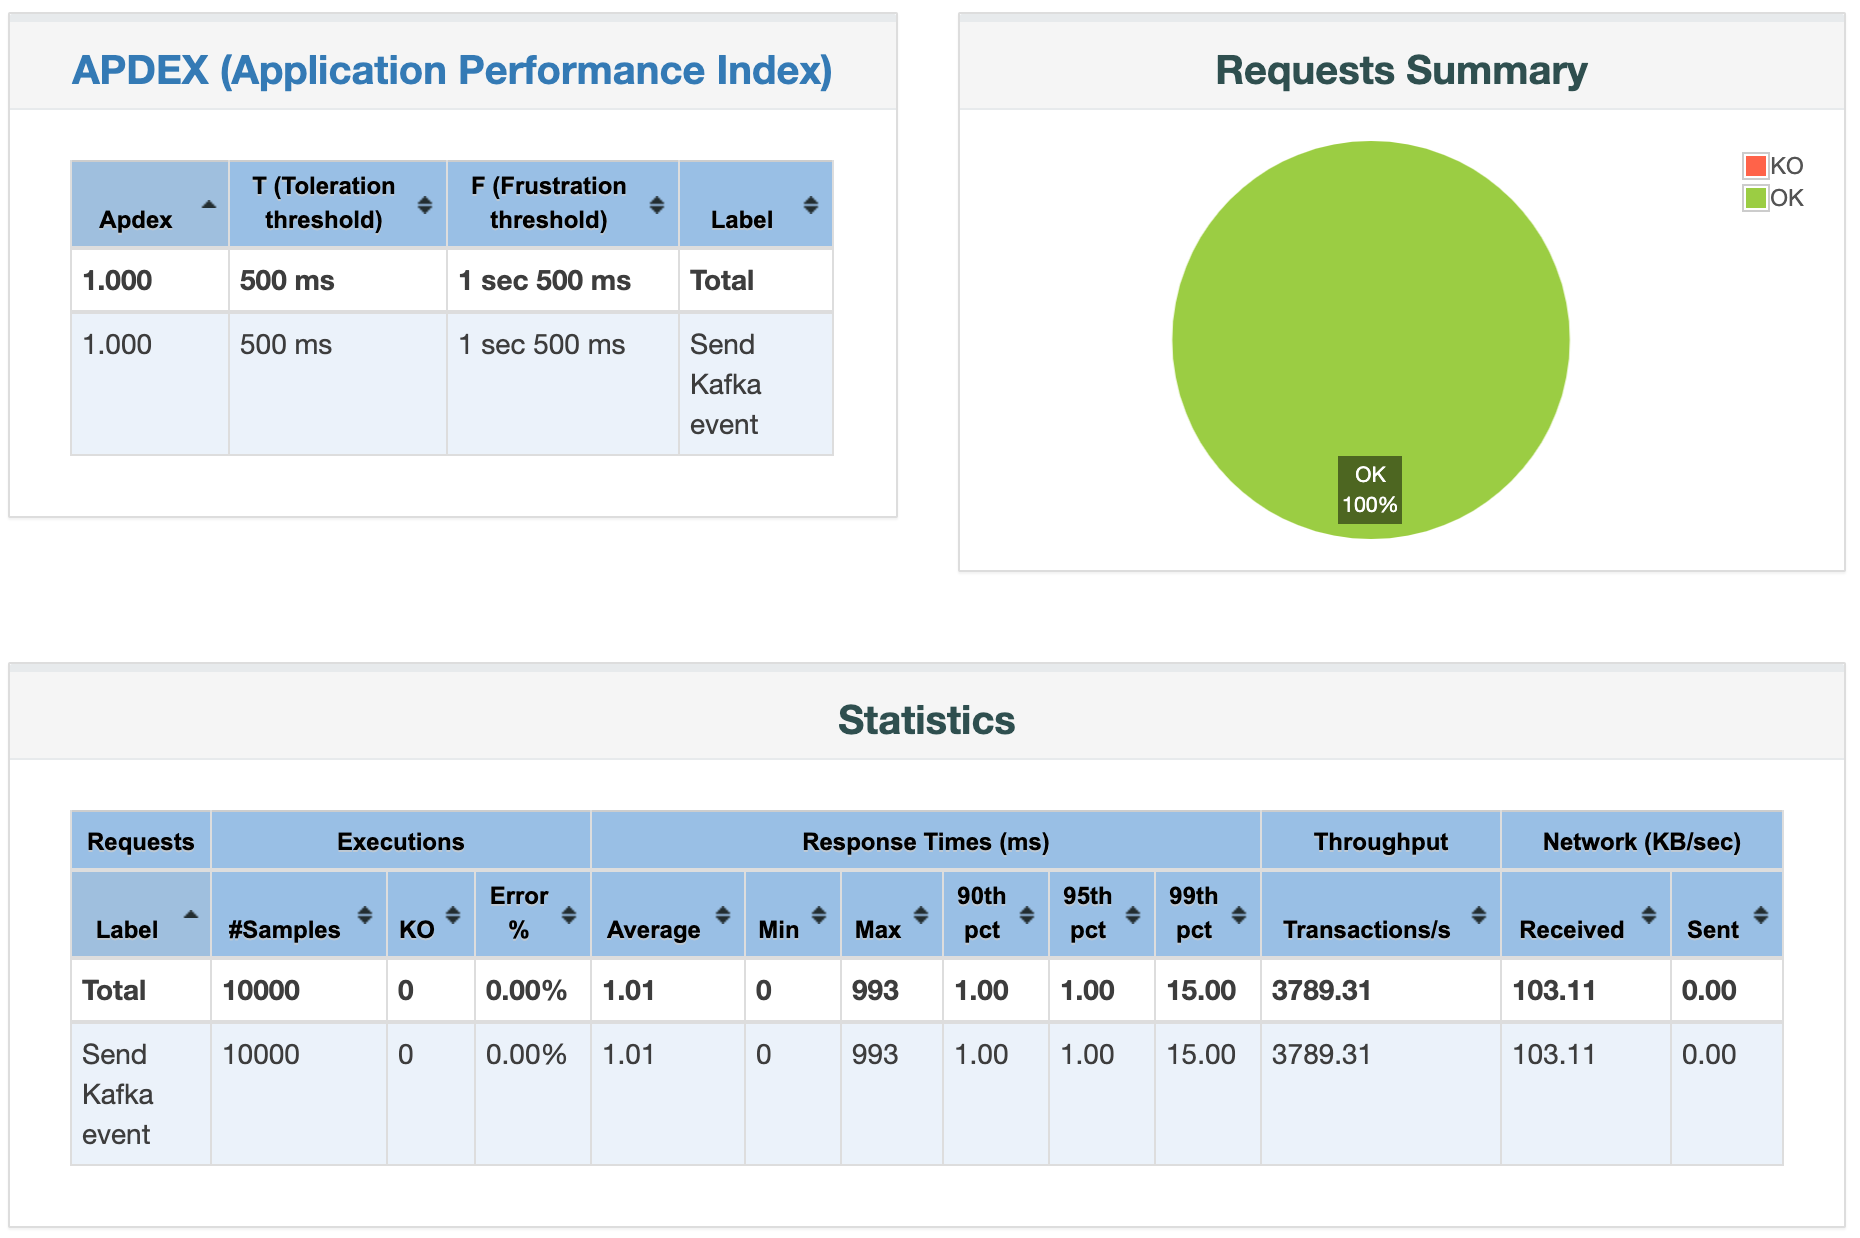 APDEX (Application Performance Index)
Apdex T (Toleration threshold) F (Frustration threshold) Label
1.000 500 ms 1 sec 500 ms Total
1.000 500 ms 1 sec 500 ms Send
Kafka
event
Requests Summary
KO
OK
OK
100%
Statistics
Requests Executions Response Times (ms) Throughput Network (KB/sec)
Label #Samples KO Error % Average Min Max 90th pct 95th pct 99th pct Transactions/s Received Sent
Total 10000 0 0.00% 1.01 0 993 1.00 1.00 15.00 3789.31 103.11 0.00
Send 10000 0 0.00% 1.01 0 993 1.00 1.00 15.00 3789.31 103.11 0.00
Kafka
event